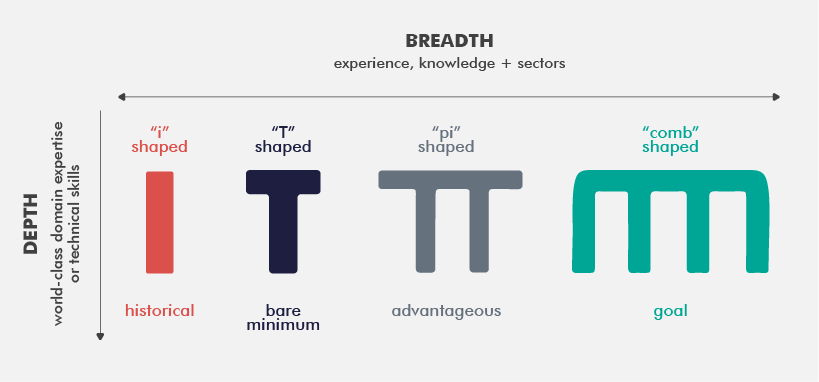 BREADTH
experience, knowledge + sectors
DEPTH
world-class domain expertise
or technical skills
“i”
shaped
“T”
shaped
“pi”
shaped
“comb”
shaped
historical
bare
minimum
advantageous
goal